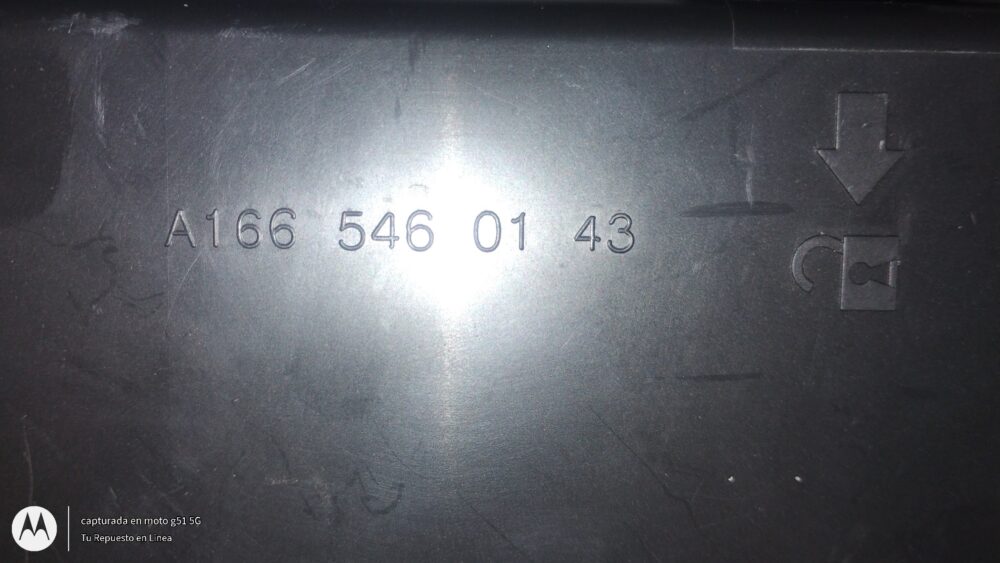 A166 546 01 43
capturada en moto g51 5G
Tu Repuesto en Linea